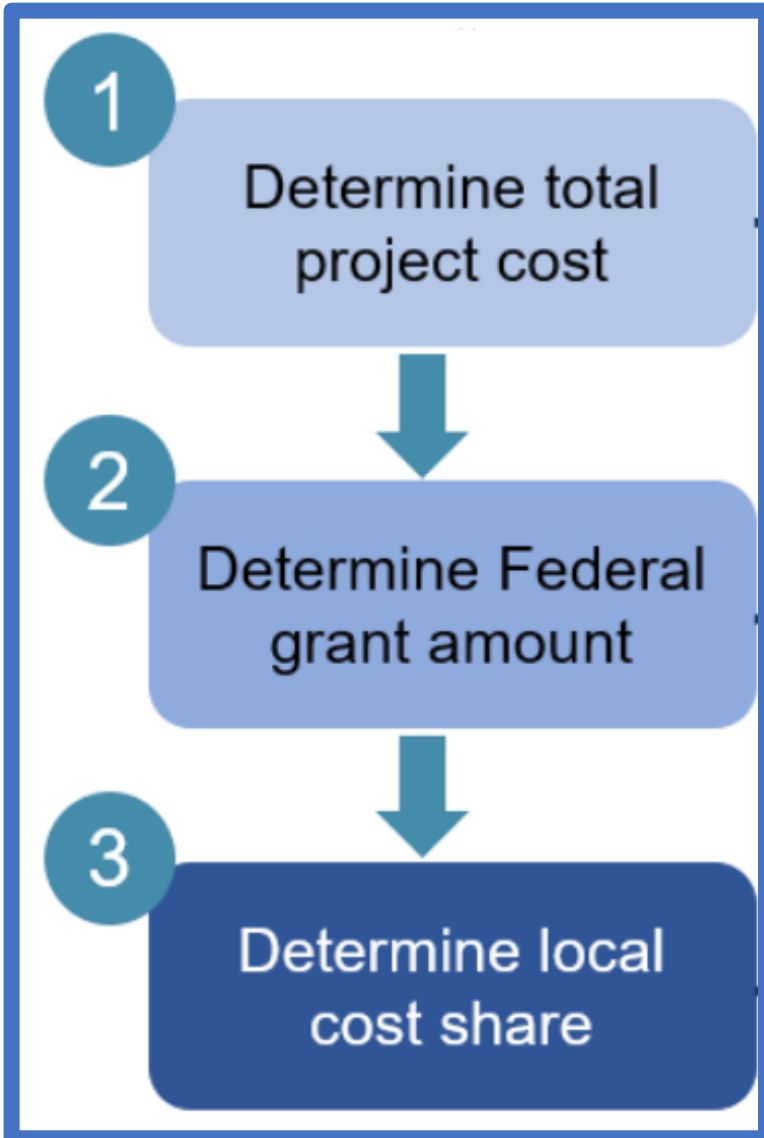 1
Determine total
project cost
2
Determine Federal
grant amount
3
Determine local
cost share